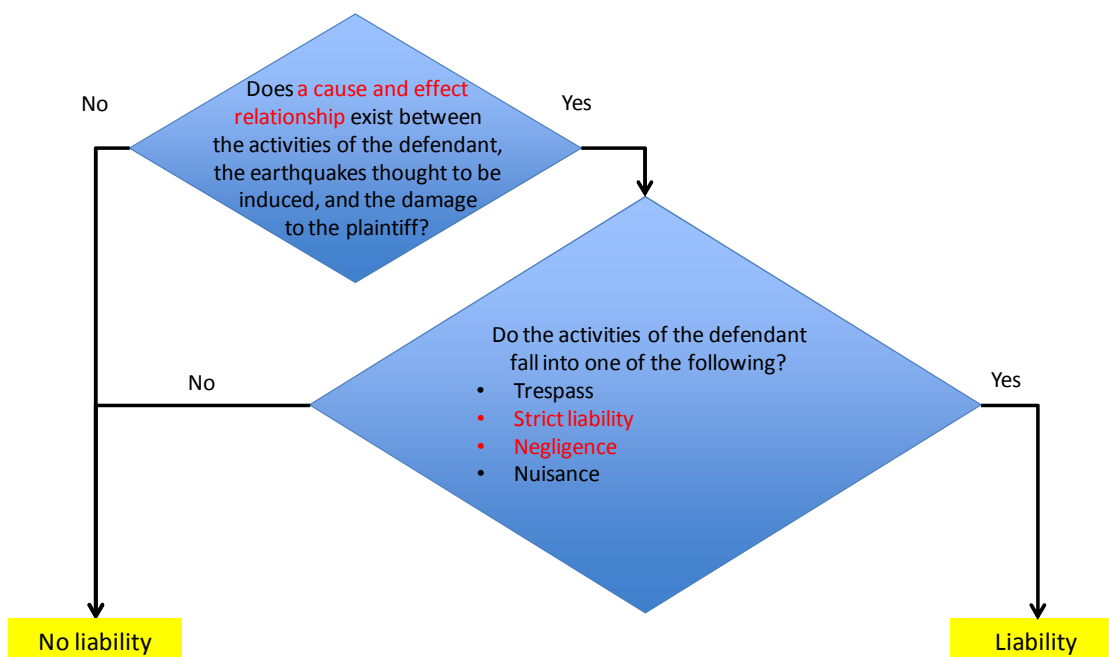 No
Does a cause and effect
relationship exist between
the activities of the defendant,
the earthquakes thought to be
induced, and the damage
to the plaintiff?
Yes
Do the activities of the defendant
fall into one of the following?
• Trespass
• Strict liability
• Negligence
• Nuisance
No
Yes
No liability
Liability